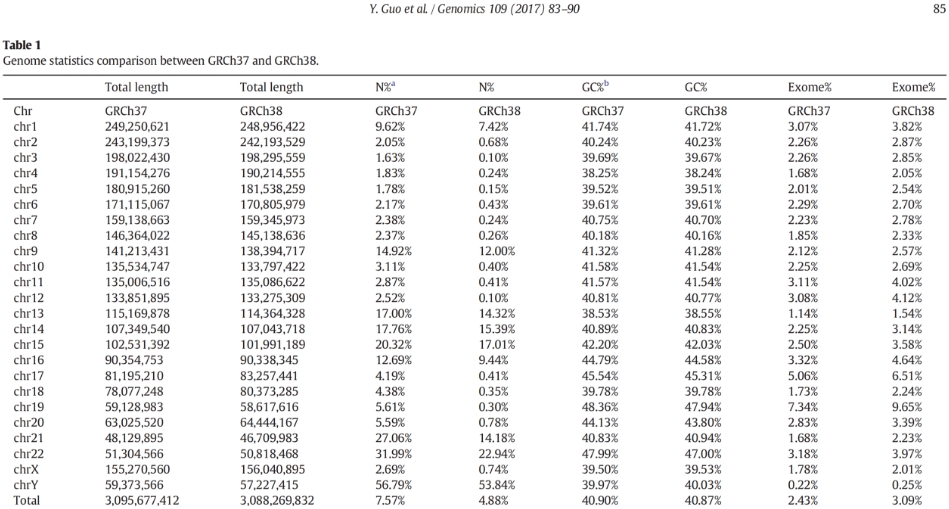 Y. Guo et al. / Genomics 109 (2017) 83–90 85
Table 1
Genome statistics comparison between GRCh37 and GRCh38.
Total length Total length N%a N% GC%b GC% Exome% Exome%
Chr GRCh37 GRCh38 GRCh37 GRCh38 GRCh37 GRCh38 GRCh37 GRCh38
chr1 249,250,621 248,956,422 9.62% 7.42% 41.74% 41.72% 3.07% 3.82%
chr2 243,199,373 242,193,529 2.05% 0.68% 40.24% 40.23% 2.26% 2.87%
chr3 198,022,430 198,295,559 1.63% 0.10% 39.69% 39.67% 2.26% 2.85%
chr4 191,154,276 190,214,555 1.83% 0.24% 38.25% 38.24% 1.68% 2.05%
chr5 180,915,260 181,538,259 1.78% 0.15% 39.52% 39.51% 2.01% 2.54%
chr6 171,115,067 170,805,979 2.17% 0.43% 39.61% 39.61% 2.29% 2.70%
chr7 159,138,663 159,345,973 2.38% 0.24% 40.75% 40.70% 2.23% 2.78%
chr8 146,364,022 145,138,636 2.37% 0.26% 40.18% 40.16% 1.85% 2.33%
chr9 141,213,431 138,394,717 14.92% 12.00% 41.32% 41.28% 2.12% 2.57%
chr10 135,534,747 133,797,422 3.11% 0.40% 41.58% 41.54% 2.25% 2.69%
chr11 135,006,516 135,086,622 2.87% 0.41% 41.57% 41.54% 3.11% 4.02%
chr12 133,851,895 133,275,309 2.52% 0.10% 40.81% 40.77% 3.08% 4.12%
chr13 115,169,878 114,364,328 17.00% 14.32% 38.53% 38.55% 1.14% 1.54%
chr14 107,349,540 107,043,718 17.76% 15.39% 40.89% 40.83% 2.25% 3.14%
chr15 102,531,392 101,991,189 20.32% 17.01% 42.20% 42.03% 2.50% 3.58%
chr16 90,354,753 90,338,345 12.69% 9.44% 44.79% 44.58% 3.32% 4.64%
chr17 81,195,210 83,257,441 4.19% 0.41% 45.54% 45.31% 5.06% 6.51%
chr18 78,077,248 80,373,285 4.38% 0.35% 39.78% 39.78% 1.73% 2.24%
chr19 59,128,983 58,617,616 5.61% 0.30% 48.36% 47.94% 7.34% 9.65%
chr20 63,025,520 64,444,167 5.59% 0.78% 44.13% 43.80% 2.83% 3.39%
chr21 48,129,895 46,709,983 27.06% 14.18% 40.83% 40.94% 1.68% 2.23%
chr22 51,304,566 50,818,468 31.99% 22.94% 47.99% 47.00% 3.18% 3.97%
chrX 155,270,560 156,040,895 2.69% 0.74% 39.50% 39.53% 1.78% 2.01%
chrY 59,373,566 57,227,415 56.79% 53.84% 39.97% 40.03% 0.22% 0.25%
Total 3,095,677,412 3,088,269,832 7.57% 4.88% 40.90% 40.87% 2.43% 3.09%